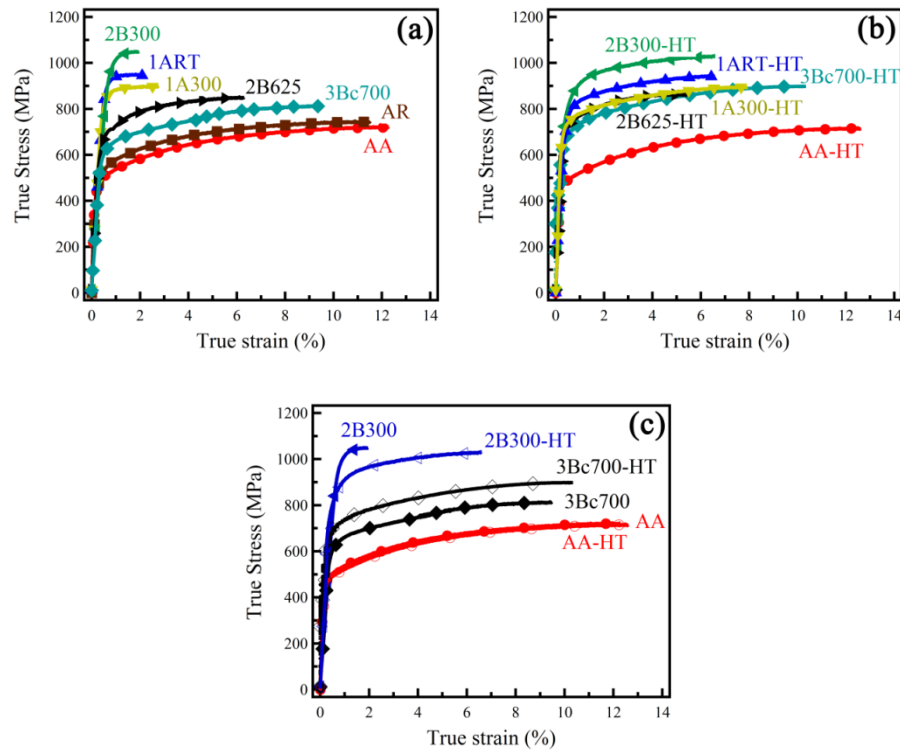 (a)
1200
1000
800
600
400
200
0
True Stress (MPa)
2B300
1ART
1A300
2B625
3Bc700
AR
AA
0 2 4 6 8 10 12 14
True strain (%)
(b)
1200
1000
800
600
400
200
0
True Stress (MPa)
2B300-HT
1ART-HT
3Bc700-HT
1A300-HT
2B625-HT
AA-HT
0 2 4 6 8 10 12 14
True strain (%)
(c)
1200
1000
800
600
400
200
0
True Stress (MPa)
2B300
2B300-HT
3Bc700-HT
3Bc700
AA
AA-HT
0 2 4 6 8 10 12 14
True strain (%)